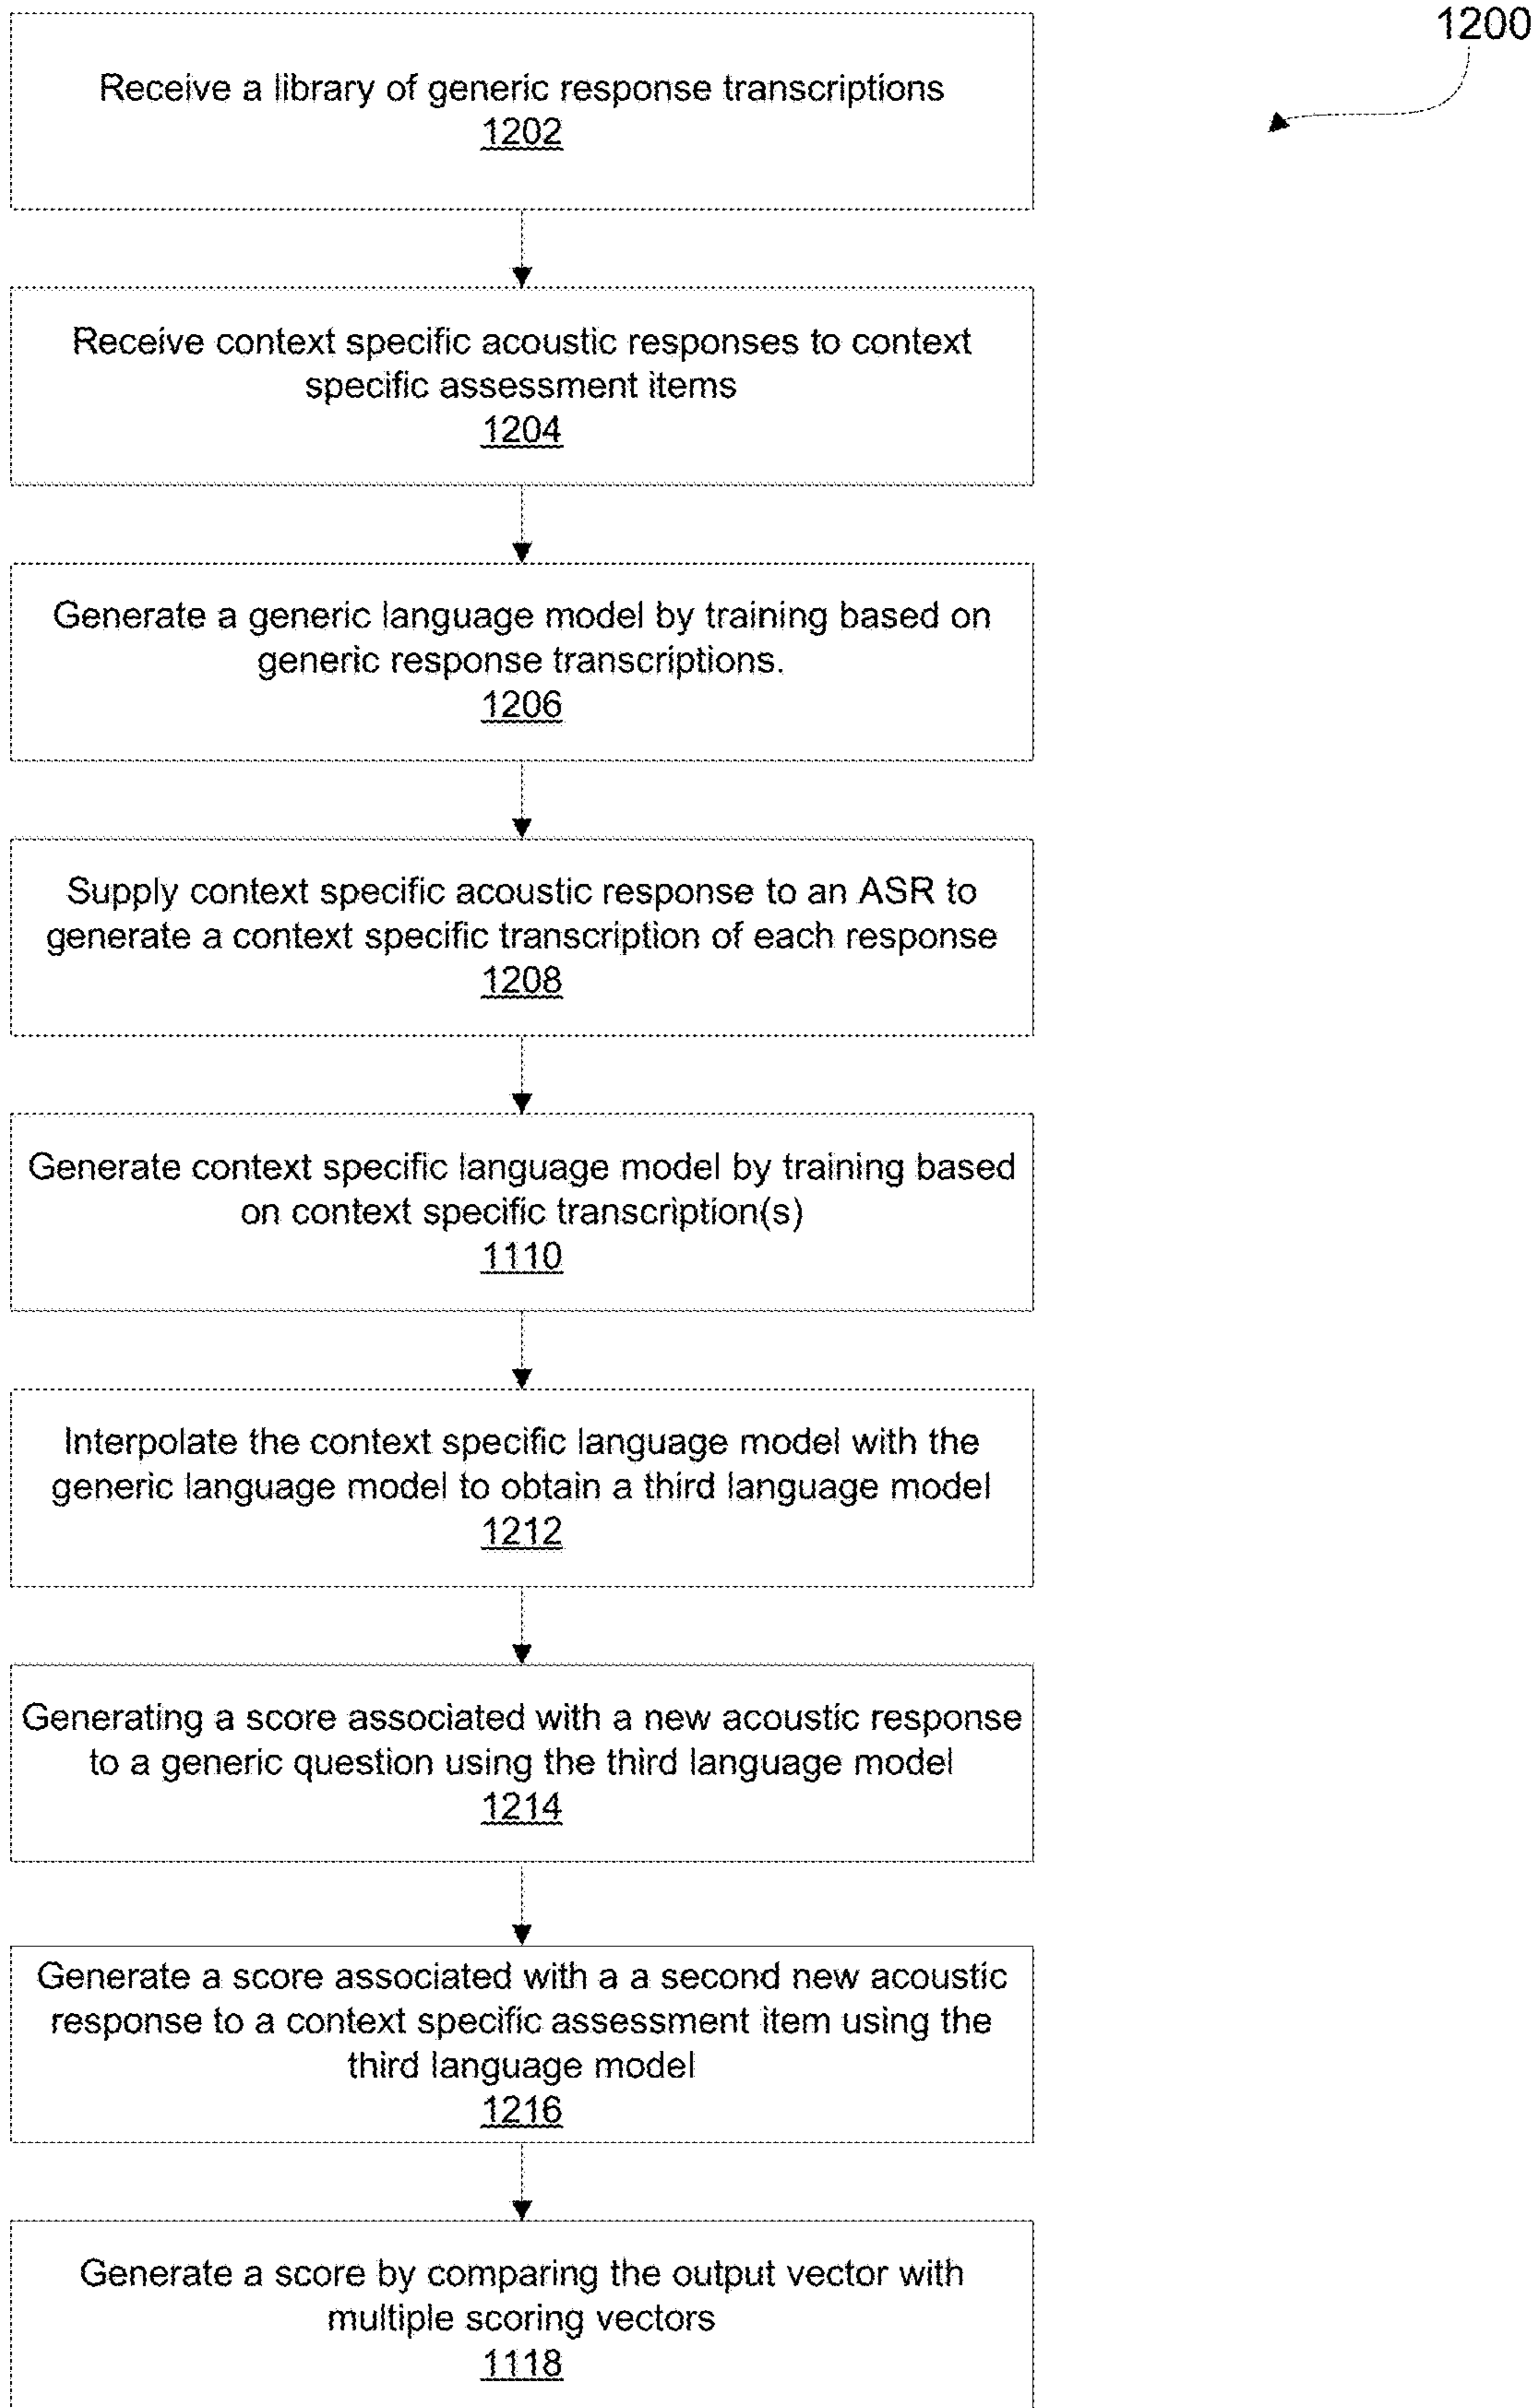 1200
Receive a library of generic response transcriptions
1202
Receive context specific acoustic responses to context
specific assessment items
1204
Generate a generic language model by training based on
generic response transcriptions.
1206
Supply context specific acoustic response to an ASR to
generate a context specific transcription of each response
1208
Generate context specific language model by training based
on context specific transcription(s)
1110
Interpolate the context specific language model with the
generic language model to obtain a third language model
1212
Generating a score associated with a new acoustic response
to a generic question using the third language model
1214
Generate a score associated with a a second new acoustic
response to a context specific assessment item using the
third language model
1216
Generate a score by comparing the output vector with
multiple scoring vectors
1118